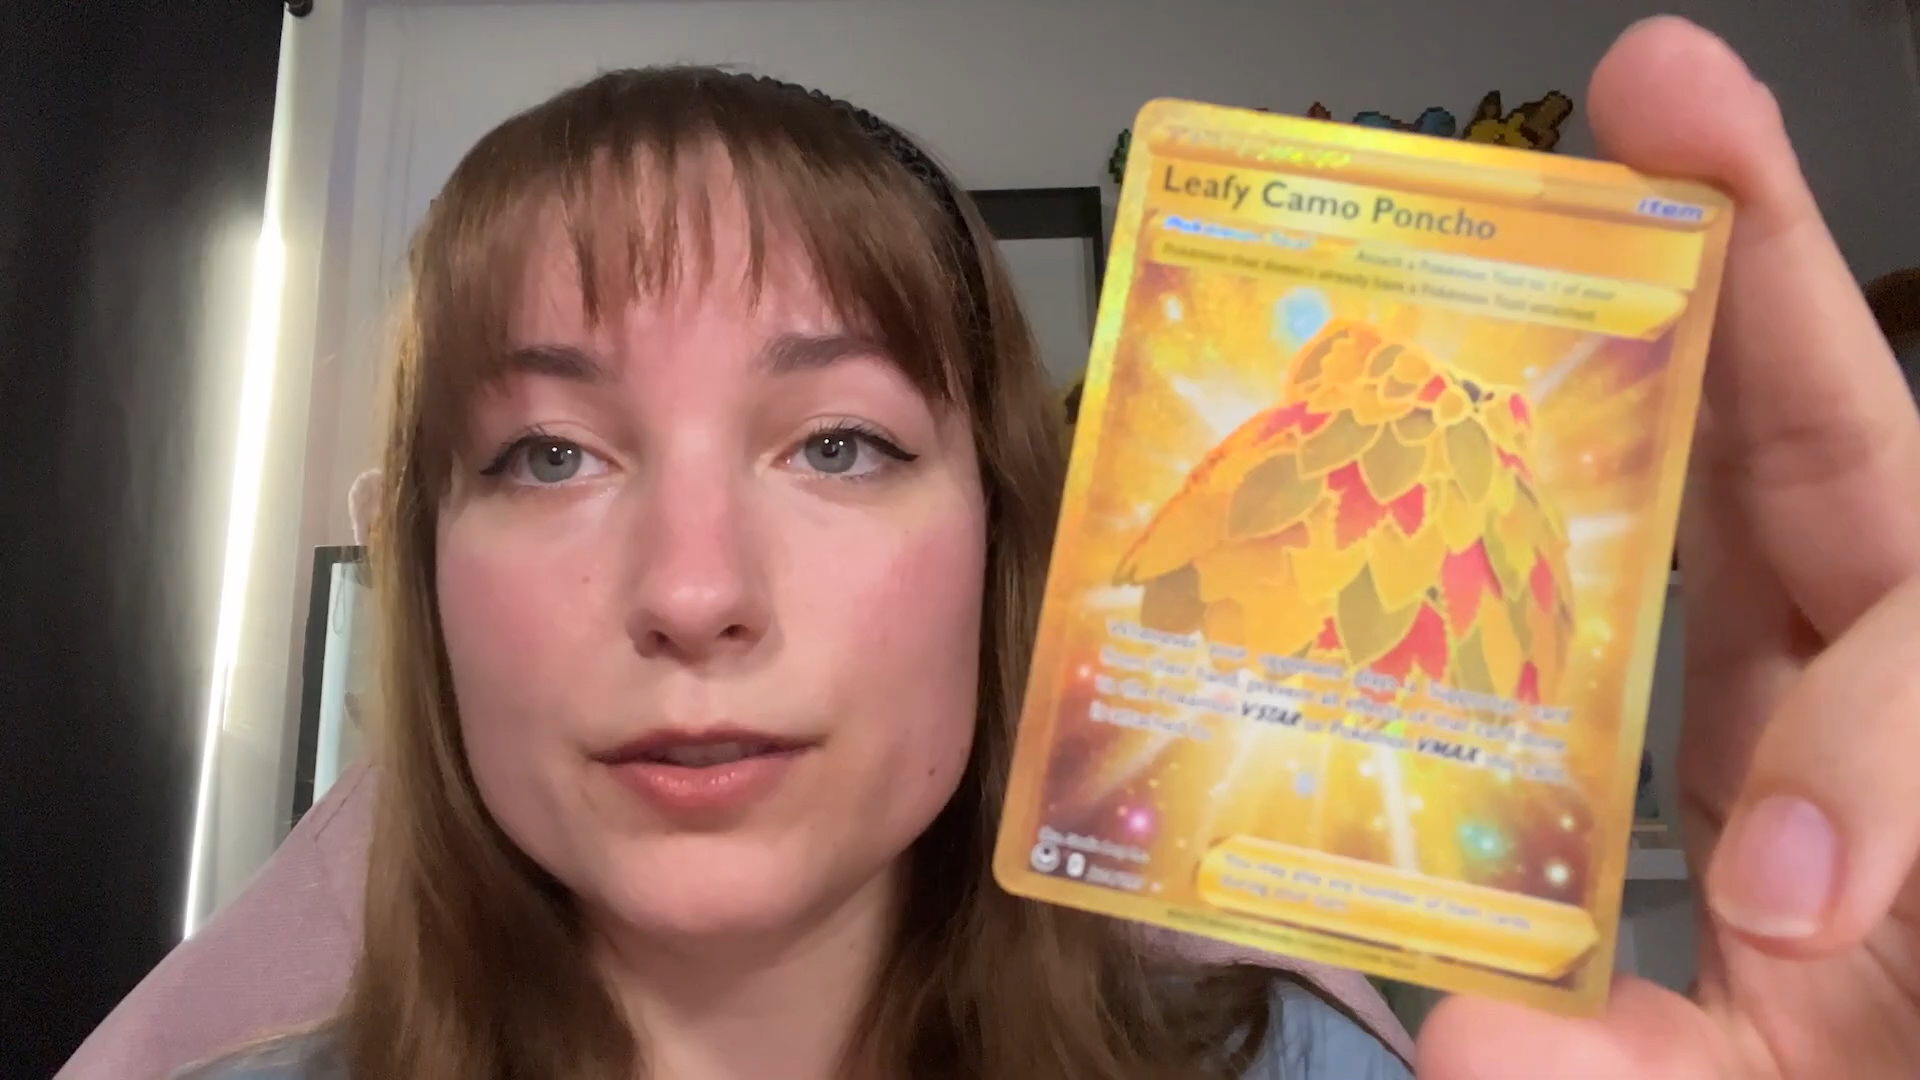 Leafy Camo Poncho
Item
Pokémon Tool Attach a Pokémon Tool to 1 of your
Pokémon that doesn't already have a Pokémon Tool attached.
Whenever your opponent plays a Supporter card
from their hand, prevent all effects of that card done
to the Pokémon VSTAR or Pokémon VMAX this card
is attached to.
You may play any number of Item cards
during your turn.